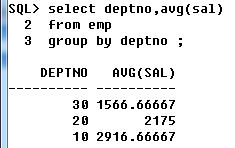 SQL> select deptno,avg(sal)
2 from emp
3 group by deptno ;
DEPTNO AVG(SAL)
---------- ----------
30 1566.66667
20 2175
10 2916.66667